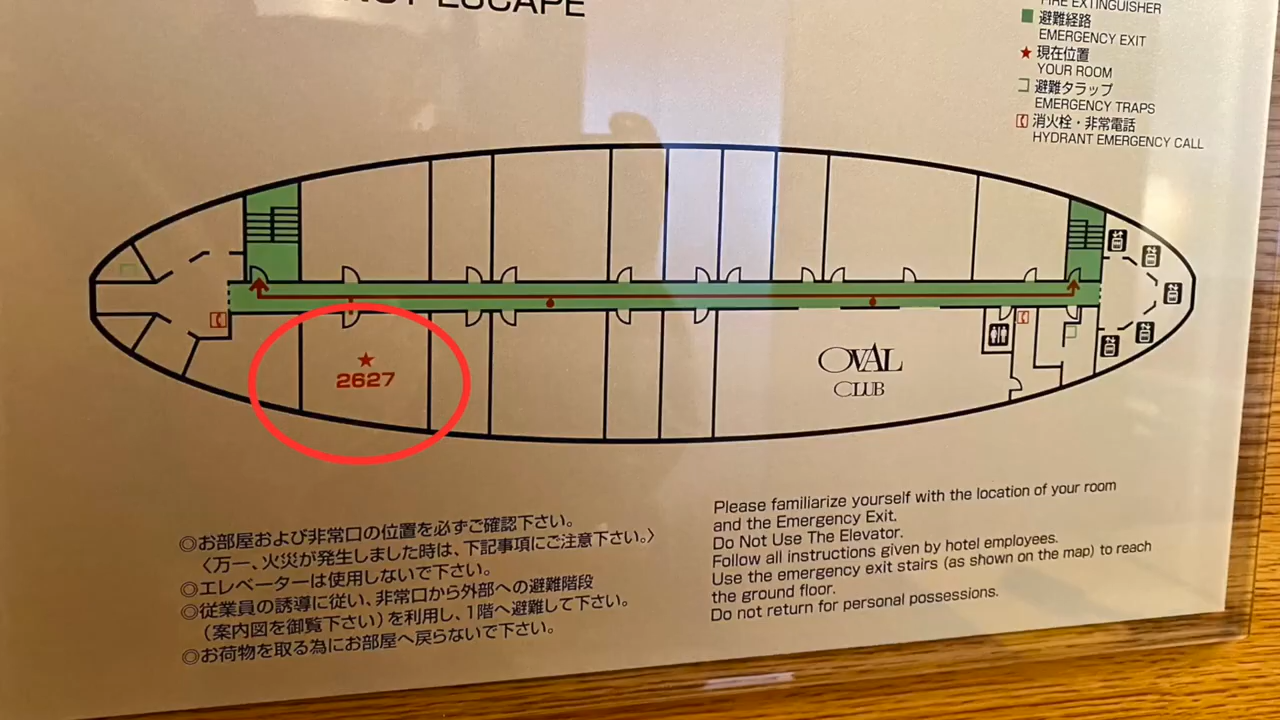 ESCAPE
FIRE EXTINGUISHER
避難経路
EMERGENCY EXIT
現在位置
YOUR ROOM
避難タラップ
EMERGENCY TRAPS
消火栓・非常電話
HYDRANT EMERGENCY CALL
2627
OVAL
CLUB
◎お部屋および非常口の位置を必ずご確認下さい。
〈万一、火災が発生しました時は、下記事項にご注意下さい。〉
◎エレベーターは使用しないで下さい。
◎従業員の誘導に従い、非常口から外部への避難階段
（案内図を御覧下さい）を利用し、1階へ避難して下さい。
◎お荷物を取る為にお部屋へ戻らないで下さい。
Please familiarize yourself with the location of your room
and the Emergency Exit.
Do Not Use The Elevator.
Follow all instructions given by hotel employees.
Use the emergency exit stairs (as shown on the map) to reach
the ground floor.
Do not return for personal possessions.